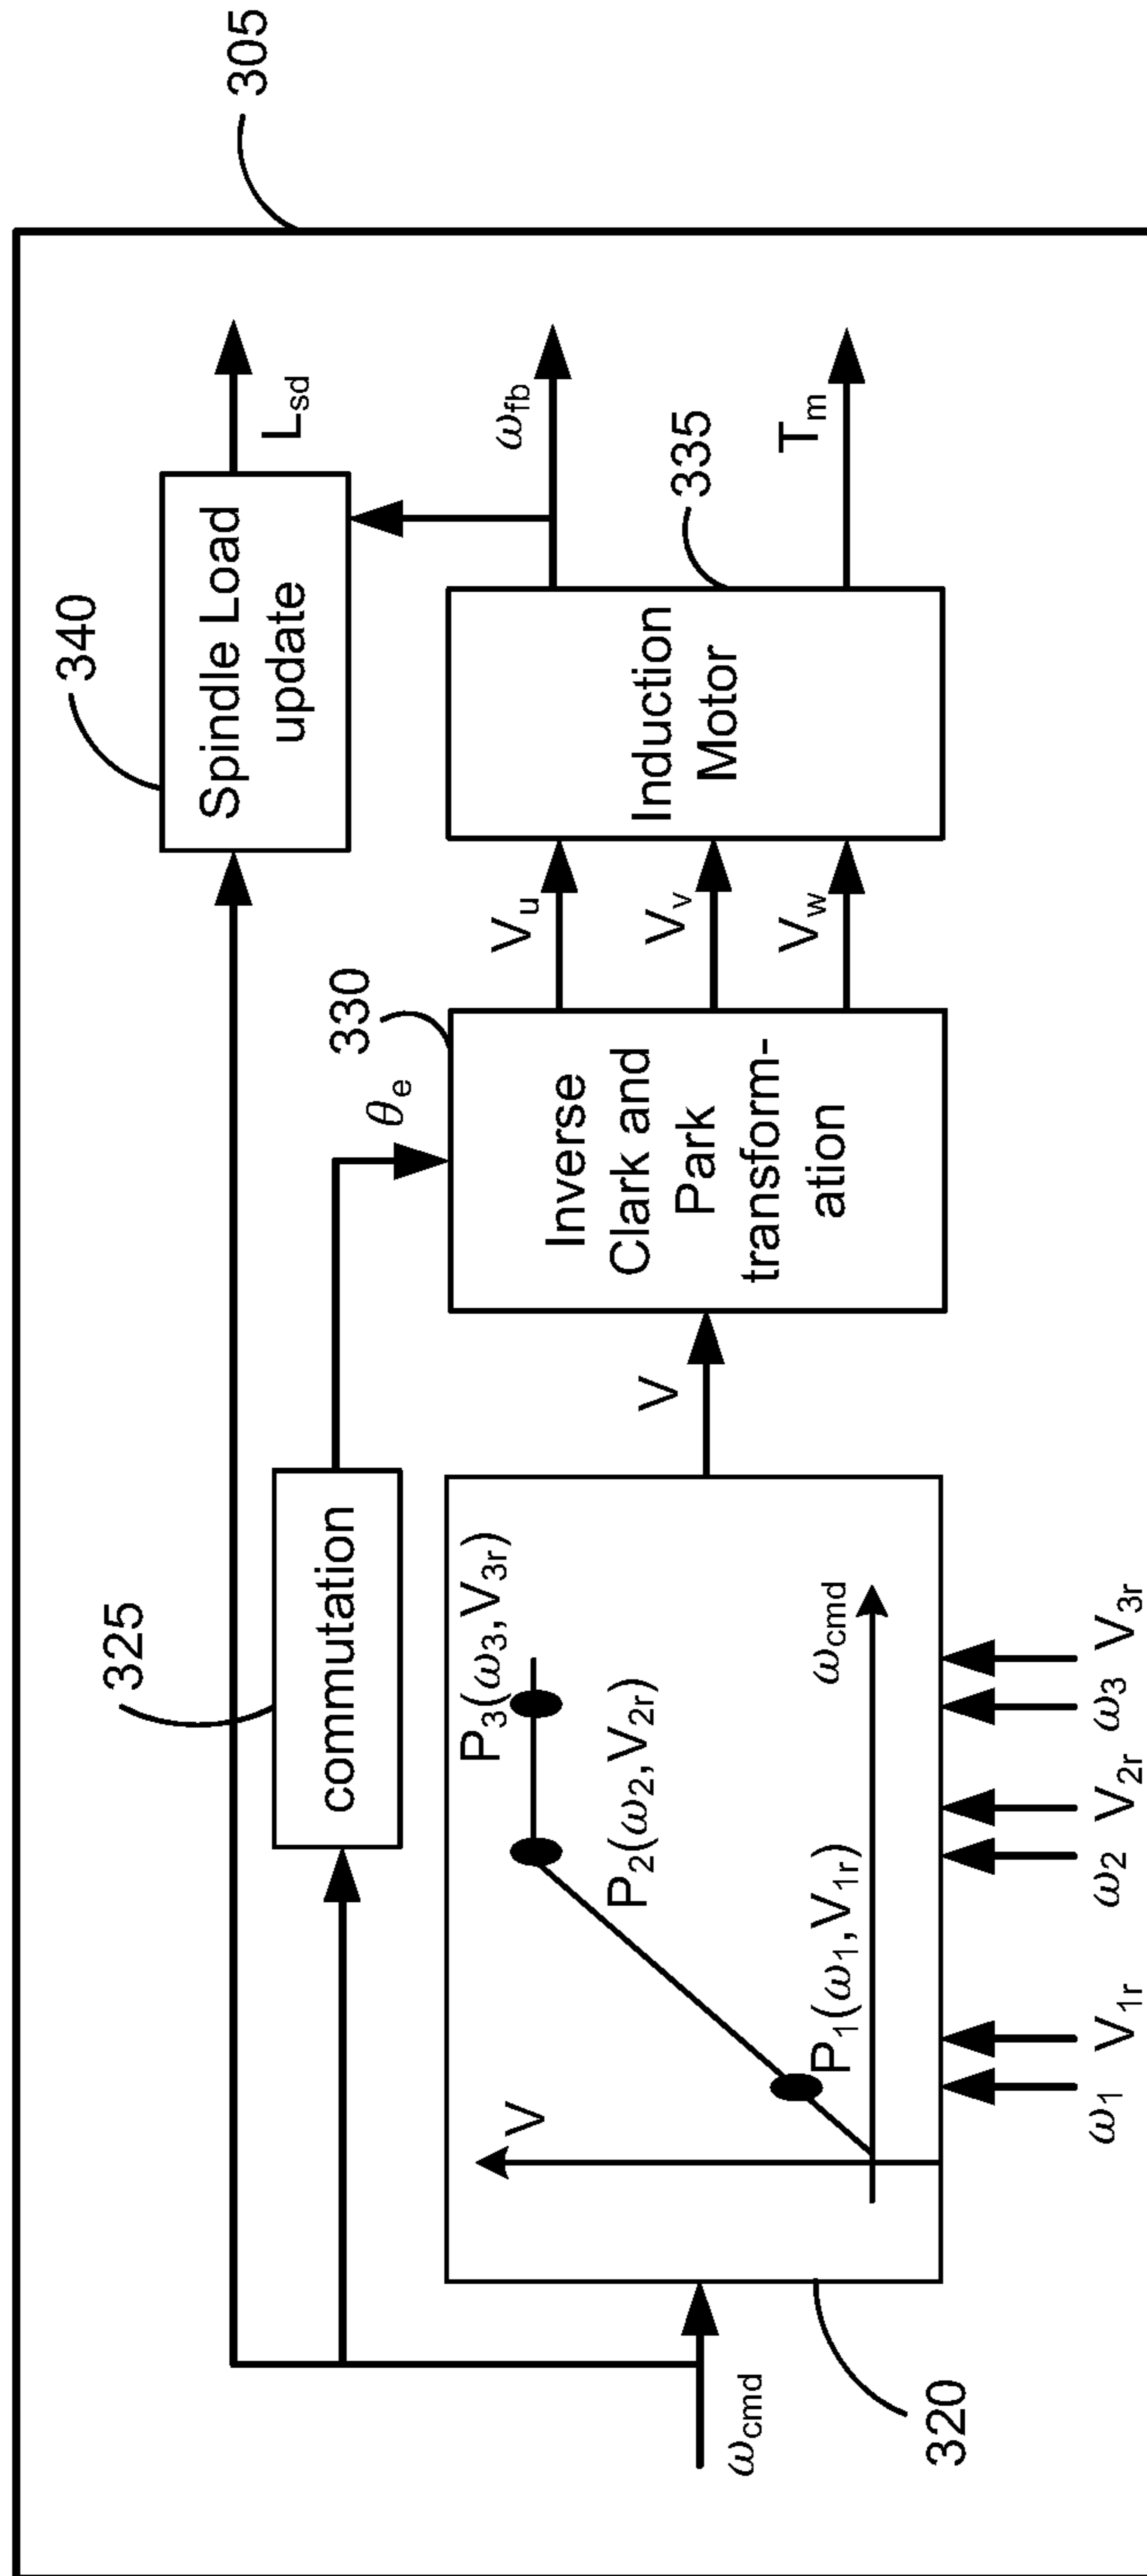 305
340
Spindle Load
update
L_sd
325
commutation
θ_e
330
ω_fb
V
P_3(ω_3, V_3r)
P_2(ω_2, V_2r)
P_1(ω_1, V_1r)
ω_cmd
V
Inverse
Clark and
Park
transform-
ation
V_u
V_v
V_w
Induction
Motor
335
T_m
ω_cmd
320
ω_1
V_1r
ω_2
V_2r
ω_3
V_3r